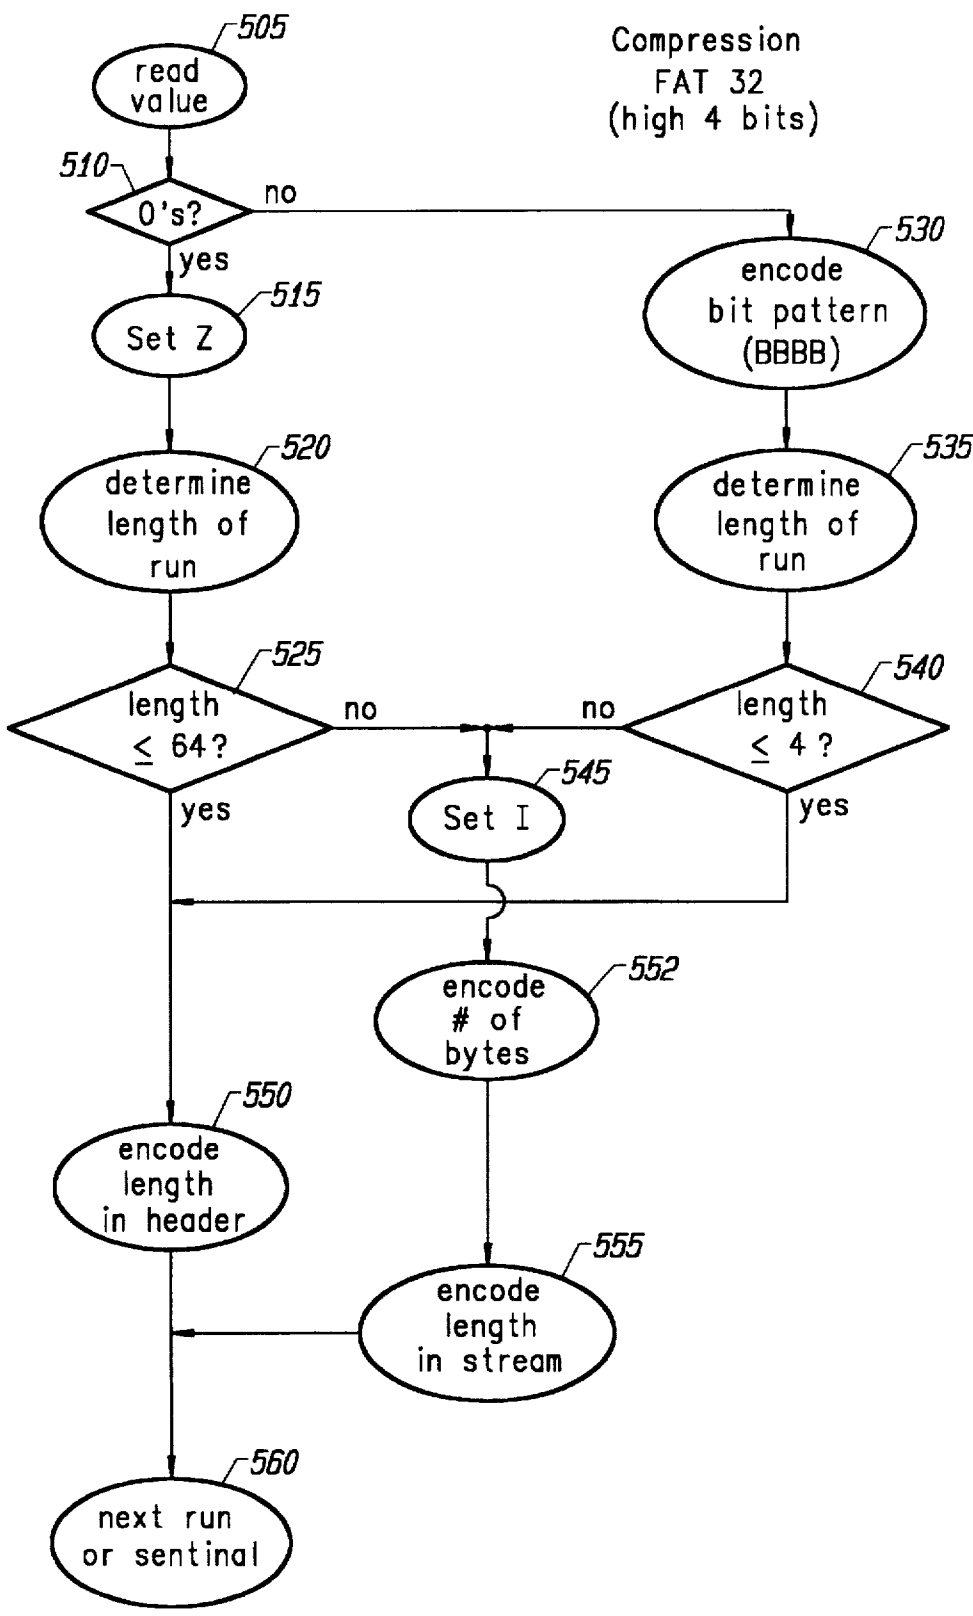 505
Compression
FAT 32
(high 4 bits)
read
value
510
0's?
no
yes
515
Set Z
530
encode
bit pattern
(BBBB)
520
determine
length of
run
535
determine
length of
run
525
length
≤ 64?
no
yes
540
length
≤ 4?
no
yes
545
Set I
552
encode
# of
bytes
550
encode
length
in header
555
encode
length
in stream
560
next run
or sentinal